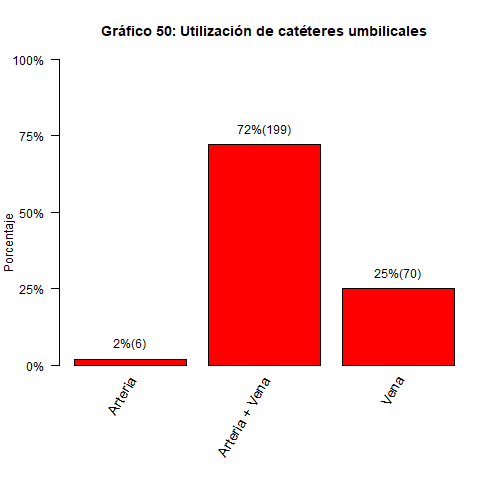 Gráfico 50: Utilización de catéteres umbilicales
100%
75%
50%
25%
0%
Porcentaje
2%(6)
72%(199)
25%(70)
Arteria
Arteria + Vena
Vena